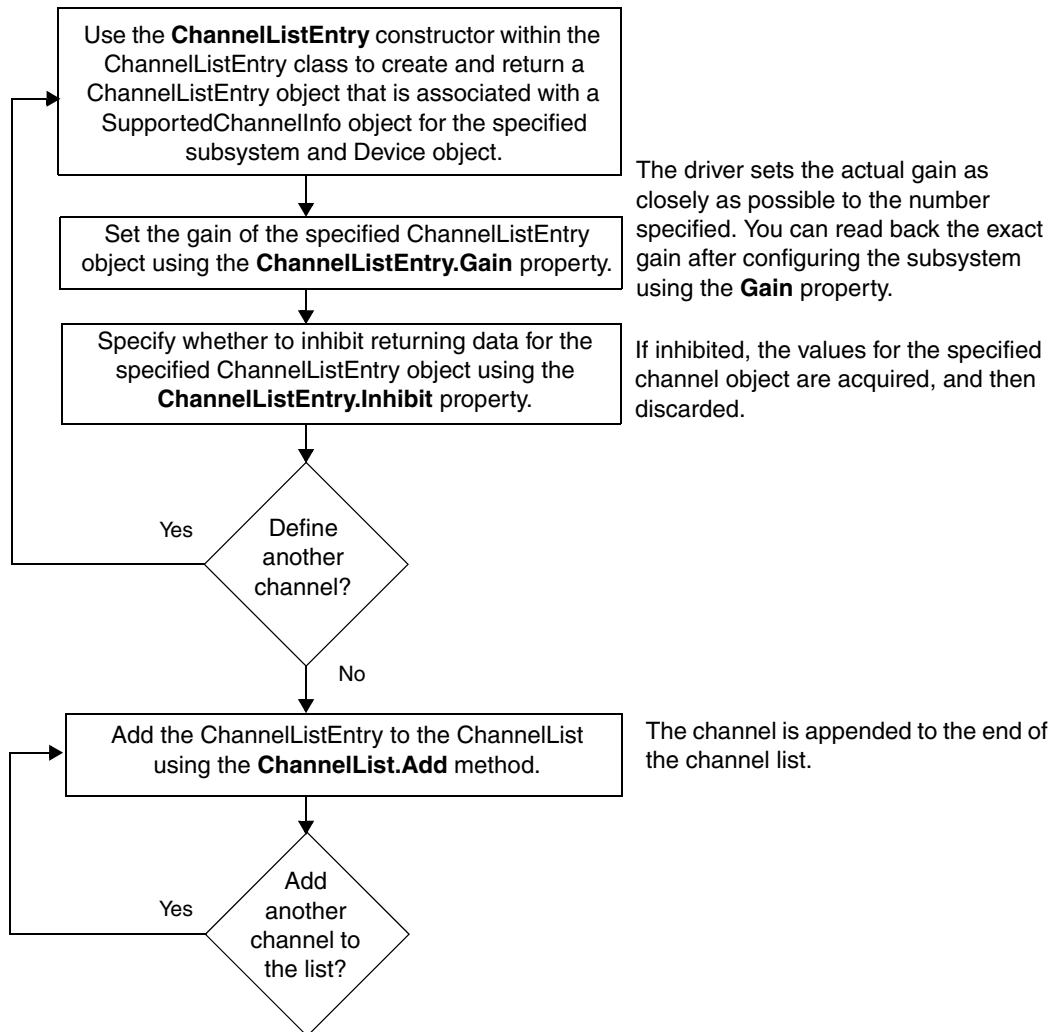 Use the ChannelListEntry constructor within the
ChannelListEntry class to create and return a
ChannelListEntry object that is associated with a
SupportedChannelInfo object for the specified
subsystem and Device object.
The driver sets the actual gain as
closely as possible to the number
specified. You can read back the exact
gain after configuring the subsystem
using the Gain property.
Set the gain of the specified ChannelListEntry
object using the ChannelListEntry.Gain property.
Specify whether to inhibit returning data for the
specified ChannelListEntry object using the
ChannelListEntry.Inhibit property.
If inhibited, the values for the specified
channel object are acquired, and then
discarded.
Yes
Define
another
channel?
No
Add the ChannelListEntry to the ChannelList
using the ChannelList.Add method.
The channel is appended to the end of
the channel list.
Yes
Add
another
channel to
the list?